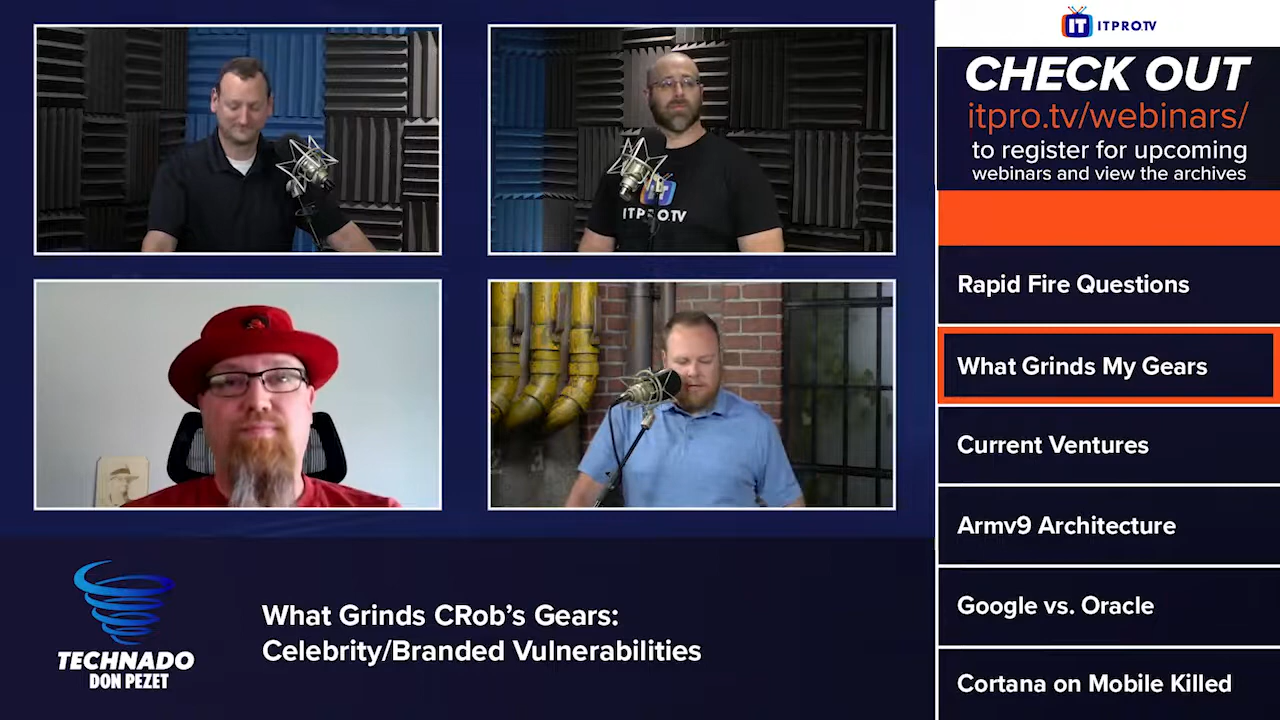 ITPRO.TV
What Grinds CRob's Gears:
Celebrity/Branded Vulnerabilities
TECHNADO
DON PEZET
IT ITPRO.TV
CHECK OUT
itpro.tv/webinars/
to register for upcoming
webinars and view the archives
Rapid Fire Questions
What Grinds My Gears
Current Ventures
Armv9 Architecture
Google vs. Oracle
Cortana on Mobile Killed